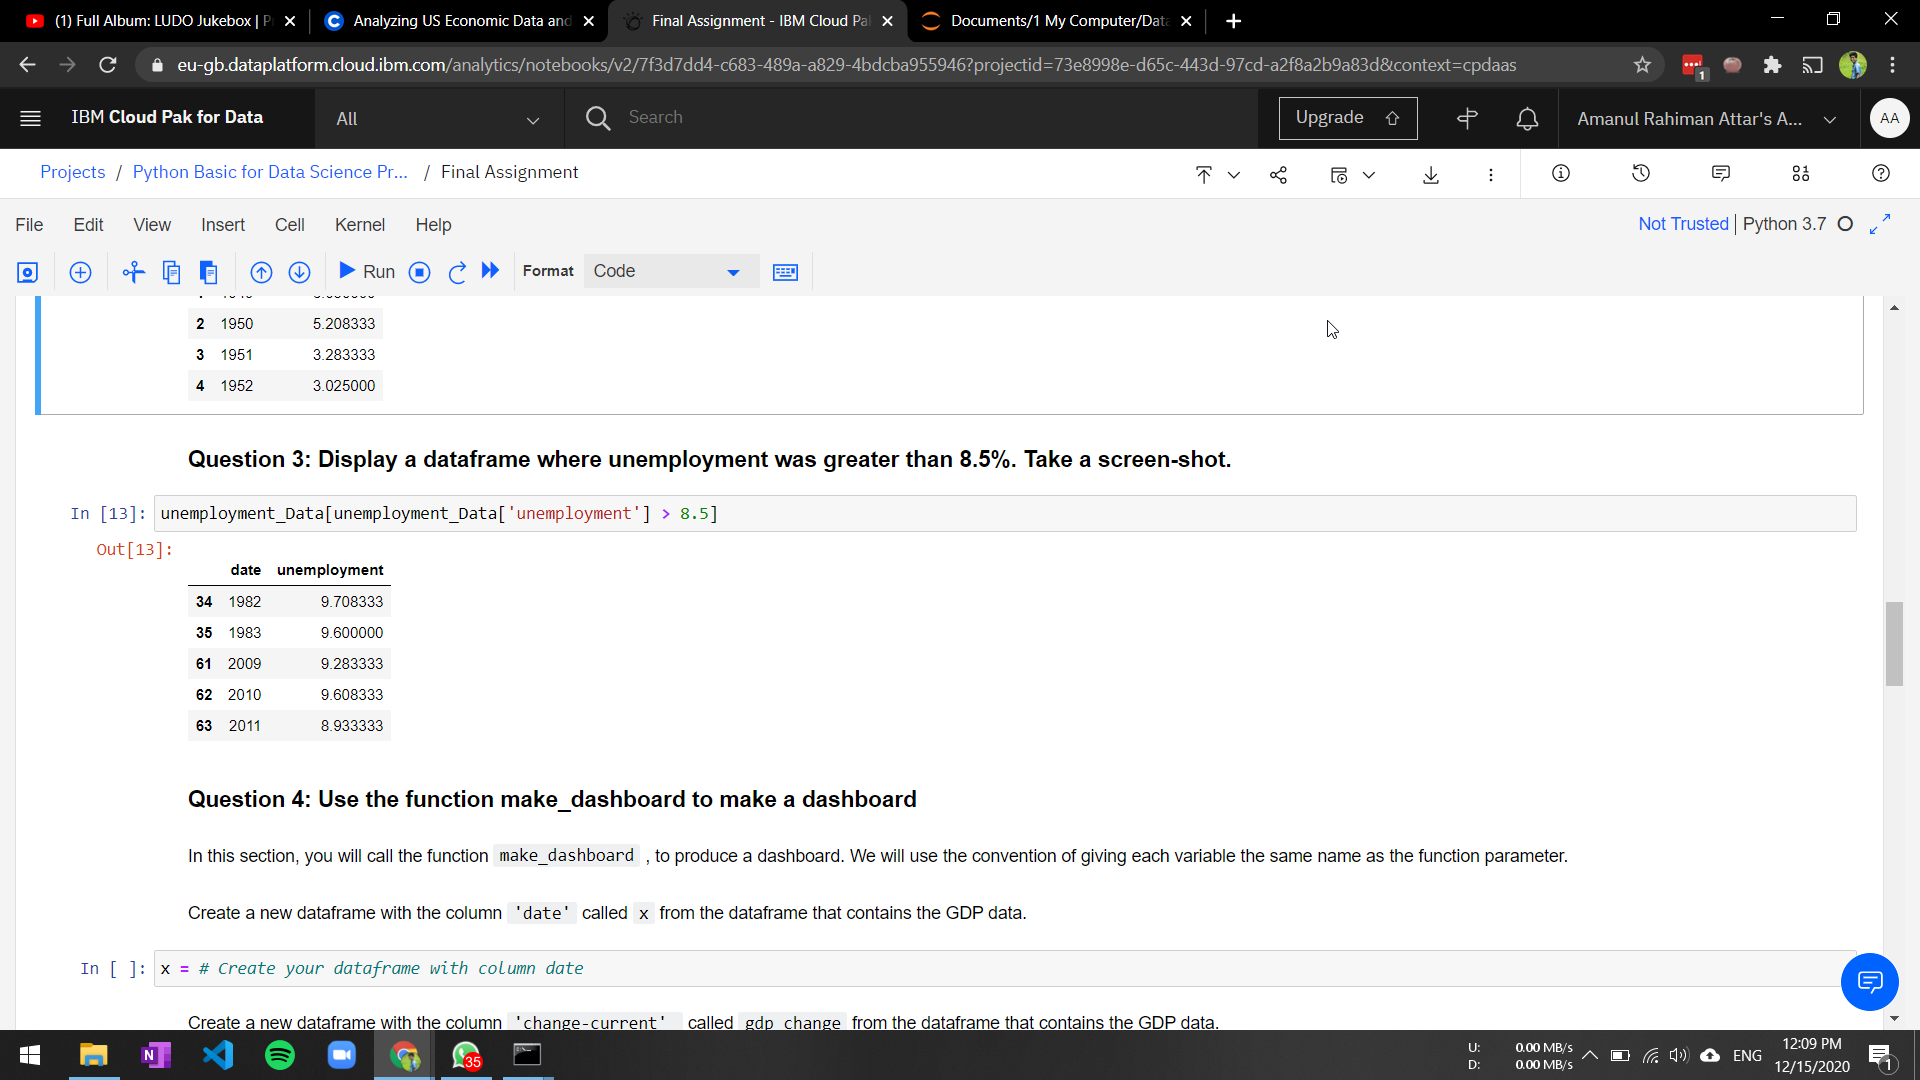 (1) Full Album: LUDO Jukebox | P
Analyzing US Economic Data and
Final Assignment - IBM Cloud Pa
Documents/1 My Computer/Data
eu-gb.dataplatform.cloud.ibm.com/analytics/notebooks/v2/7f3d7dd4-c683-489a-a829-4bdcba955946?projectid=73e8998e-d65c-443d-97cd-a2f8a2b9a83d&context=cpdaas
1
IBM Cloud Pak for Data
All
Search
Upgrade
Amanul Rahiman Attar's A...
AA
Projects / Python Basic for Data Science Pr... / Final Assignment
File Edit View Insert Cell Kernel Help
Not Trusted | Python 3.7
Run
Format
Code
2 1950 5.208333
3 1951 3.283333
4 1952 3.025000
Question 3: Display a dataframe where unemployment was greater than 8.5%. Take a screen-shot.
In [13]: unemployment_Data[unemployment_Data['unemployment'] > 8.5]
Out[13]:
date unemployment
34 1982 9.708333
35 1983 9.600000
61 2009 9.283333
62 2010 9.608333
63 2011 8.933333
Question 4: Use the function make_dashboard to make a dashboard
In this section, you will call the function make_dashboard , to produce a dashboard. We will use the convention of giving each variable the same name as the function parameter.
Create a new dataframe with the column 'date' called x from the dataframe that contains the GDP data.
In [ ]: x = # Create your dataframe with column date
Create a new dataframe with the column 'change-current' called gdp_change from the dataframe that contains the GDP data.
N
35
U: 0.00 MB/s
D: 0.00 MB/s
ENG
12:09 PM
12/15/2020
1